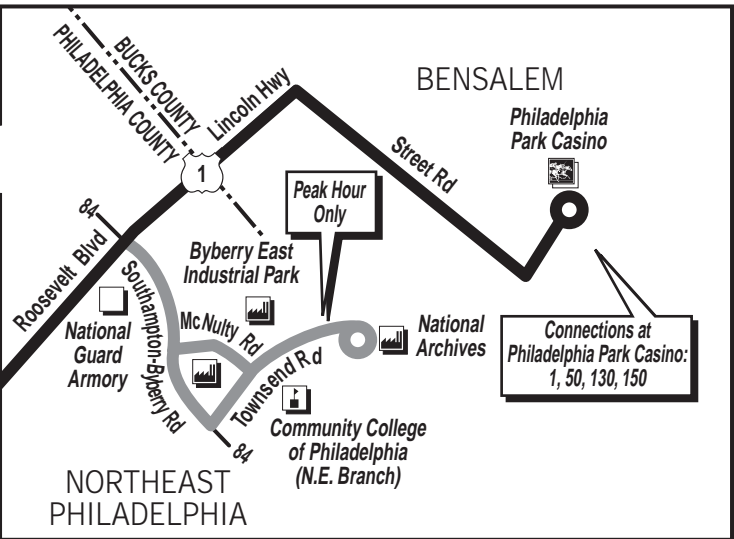 BUCKS COUNTY
PHILADELPHIA COUNTY
Lincoln Hwy
1
BENSALEM
Philadelphia
Park Casino
Street Rd
Peak Hour
Only
84
Roosevelt Blvd
Byberry East
Industrial Park
Southampton-Byberry Rd
Mc Nulty Rd
National
Guard
Armory
Townsend Rd
National
Archives
Connections at
Philadelphia Park Casino:
1, 50, 130, 150
Community College
of Philadelphia
(N.E. Branch)
84
NORTHEAST
PHILADELPHIA